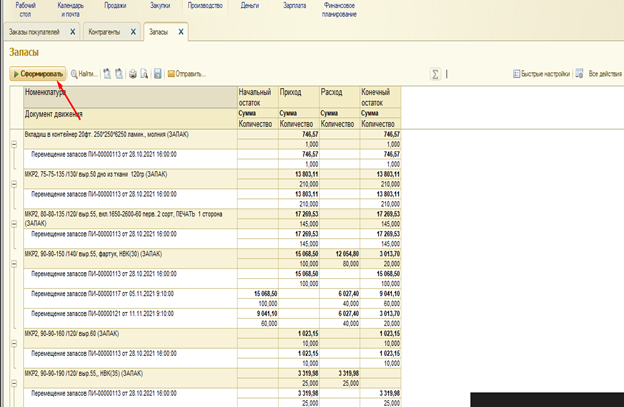 Рабочий стол Календарь и почта Продажи Закупки Производство Деньги Зарплата Финансовое планирование
Заказы покупателей X Контрагенты X Запасы X
Запасы
Сформировать Найти... Отправить... Σ Быстрые настройки Все действия
Номенклатура Начальный остаток Приход Расход Конечный остаток
Документ движения Сумма Сумма Сумма Сумма
Количество Количество Количество Количество
Вкладиш в контейнер 20фт. 250*250*6250 ламин., молния (ЗАПАК) 746,57 746,57
1,000 1,000
Перемещение запасов ПИ-00000113 от 28.10.2021 16:00:00 746,57 746,57
1,000 1,000
МКР2, 75-75-135 /130/ выр.50 дно из ткани 120гр (ЗАПАК) 13 803,11 13 803,11
210,000 210,000
Перемещение запасов ПИ-00000113 от 28.10.2021 16:00:00 13 803,11 13 803,11
210,000 210,000
МКР2, 80-80-135 /120/ выр.55, вкл.1650-2600-60 перв. 2 сорт, ПЕЧАТЬ 1 сторона (ЗАПАК) 17 269,53 17 269,53
145,000 145,000
Перемещение запасов ПИ-00000113 от 28.10.2021 16:00:00 17 269,53 17 269,53
145,000 145,000
МКР2, 90-90-150 /140/ выр.55, фартук, НВК(30) (ЗАПАК) 15 068,50 12 054,80 3 013,70
100,000 80,000 20,000
Перемещение запасов ПИ-00000113 от 28.10.2021 16:00:00 15 068,50 15 068,50
100,000 100,000
Перемещение запасов ПИ-00000117 от 05.11.2021 9:10:00 15 068,50 6 027,40 9 041,10
100,000 40,000 60,000
Перемещение запасов ПИ-00000121 от 11.11.2021 9:10:00 9 041,10 6 027,40 3 013,70
60,000 40,000 20,000
МКР2, 90-90-160 /120/ выр.60 (ЗАПАК) 1 023,15 1 023,15
10,000 10,000
Перемещение запасов ПИ-00000113 от 28.10.2021 16:00:00 1 023,15 1 023,15
10,000 10,000
МКР2, 90-90-190 /120/ выр.55,, НВК(35) (ЗАПАК) 3 319,98 3 319,98
25,000 25,000
Перемещение запасов ПИ-00000113 от 28.10.2021 16:00:00 3 319,98 3 319,98
25,000 25,000